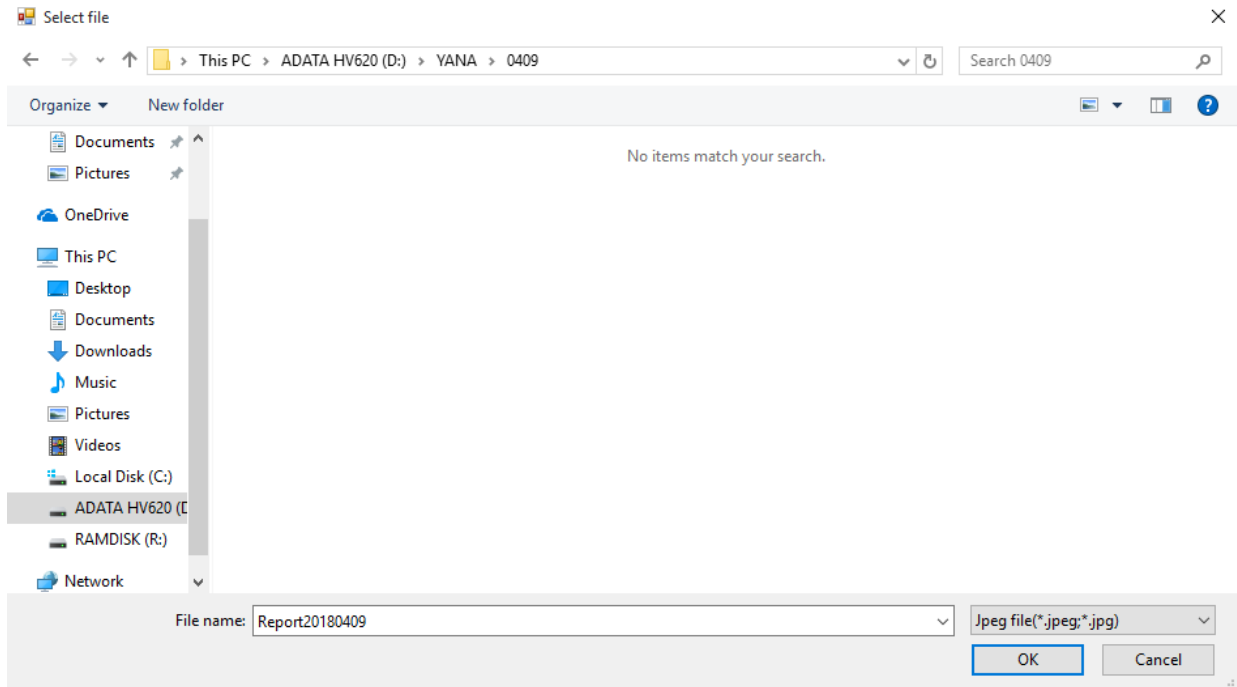 Select file
This PC > ADATA HV620 (D:) > YANA > 0409
Search 0409
Organize
New folder
Documents
Pictures
OneDrive
This PC
Desktop
Documents
Downloads
Music
Pictures
Videos
Local Disk (C:)
ADATA HV620 (D
RAMDISK (R:)
Network
No items match your search.
File name: Report20180409
Jpeg file(*.jpeg;*.jpg)
OK
Cancel